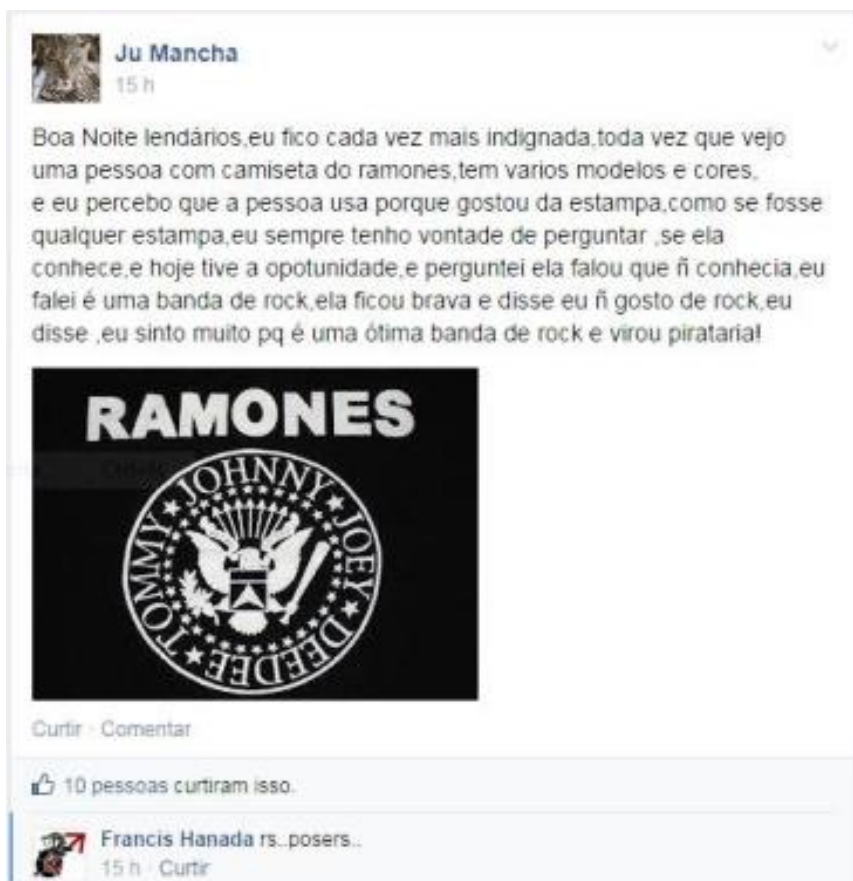 Ju Mancha
15 h
Boa Noite lendários,eu fico cada vez mais indignada,toda vez que vejo
uma pessoa com camiseta do ramones,tem varios modelos e cores,
e eu percebo que a pessoa usa porque gostou da estampa,como se fosse
qualquer estampa,eu sempre tenho vontade de perguntar ,se ela
conhece,e hoje tive a opotunidade,e perguntei ela falou que ñ conhecia,eu
falei é uma banda de rock,ela ficou brava e disse eu ñ gosto de rock,eu
disse ,eu sinto muito pq é uma ótima banda de rock e virou pirataria!
RAMONES
TOMMY ★ JOHNNY ★ JOEY ★ DEEDEE ★
Curtir · Comentar
10 pessoas curtiram isso.
Francis Hanada rs..posers..
15 h · Curtir